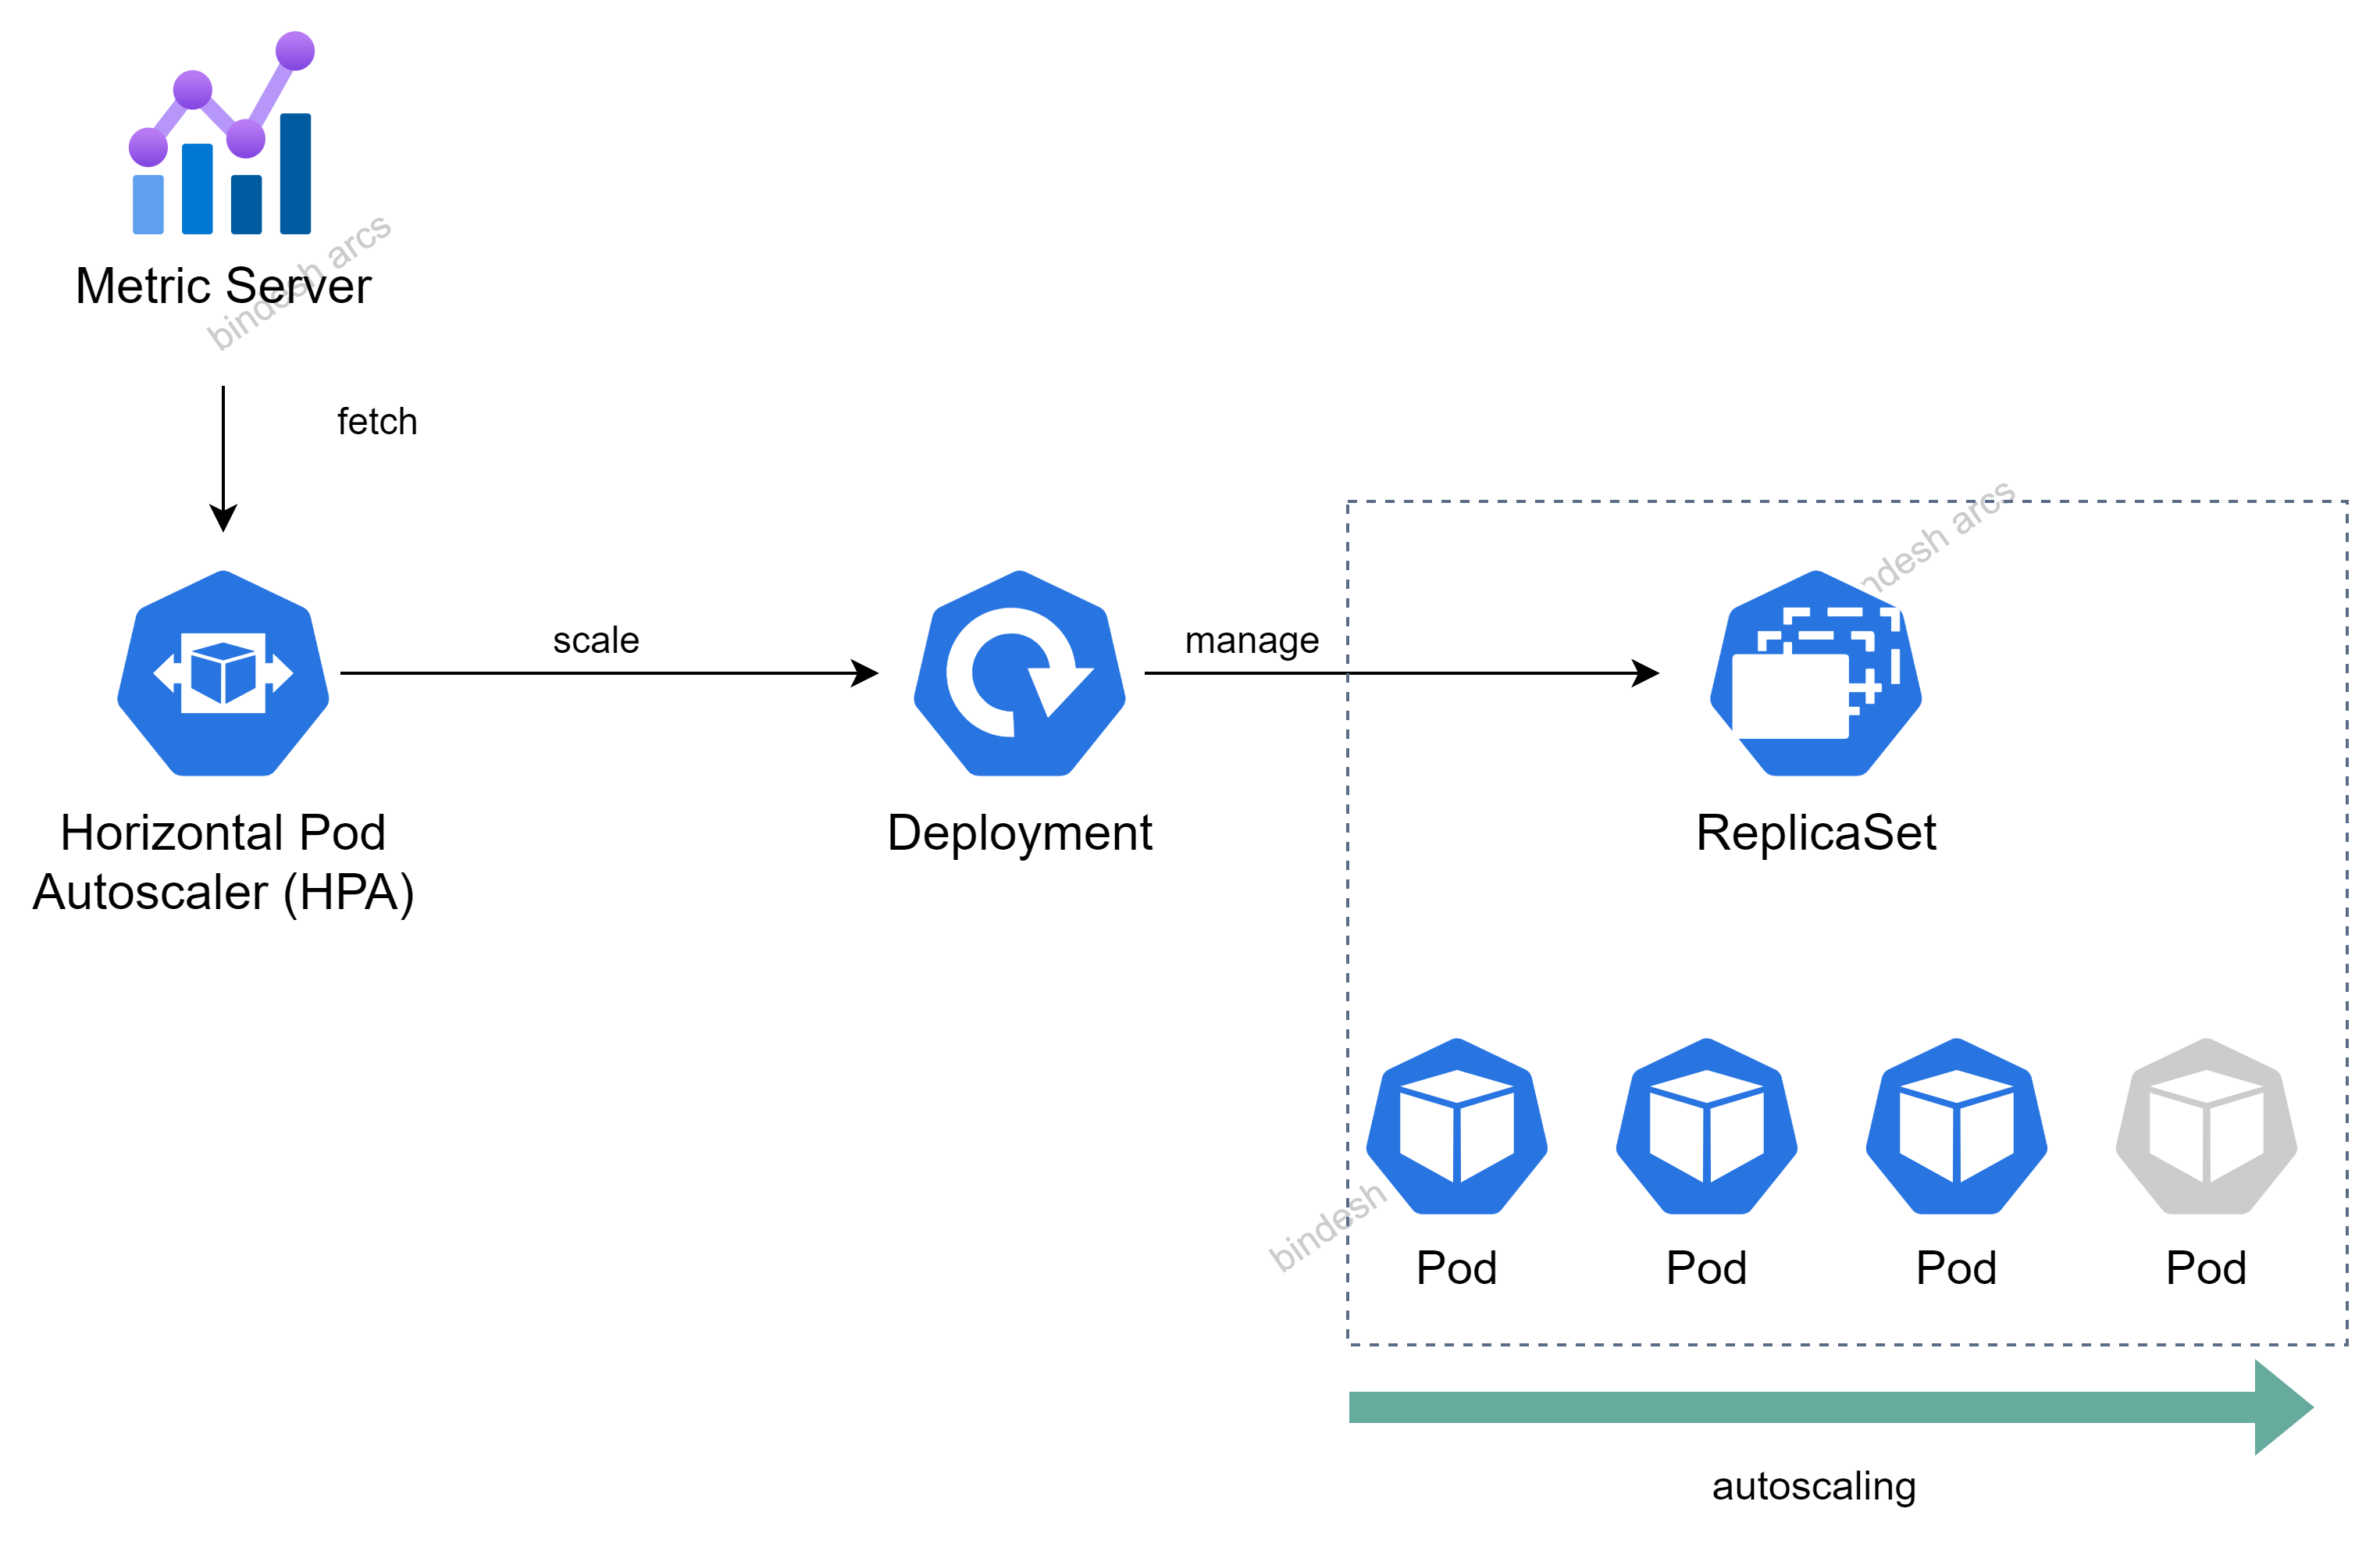 Metric Server
bindesh arcs
fetch
bindesh arcs
scale
manage
Horizontal Pod
Autoscaler (HPA)
Deployment
ReplicaSet
bindesh
Pod
Pod
Pod
Pod
autoscaling